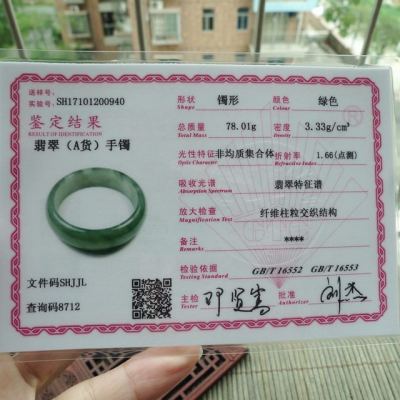 送样号:
实验号: SH17101200940
鉴定结果
RESULT OF IDENTIFICATION
翡翠（A货）手镯
文件码SHJJL
查询码8712
形状 镯形 颜色 绿色
Shape Colour
总质量 78.01g 密度 3.33g/cm³
Total Mass Density
光性特征 非均质集合体 折射率 1.66(点测)
Optic Character Refractive Index
吸收光谱 翡翠特征谱
Absorption Spectrum
放大检查 纤维柱粒交织结构
Magnification Test
备注 ****
Remark
检验依据 GB/T 16552 GB/T 16553
Testing Standard
主检 批准
Tester Authorizer